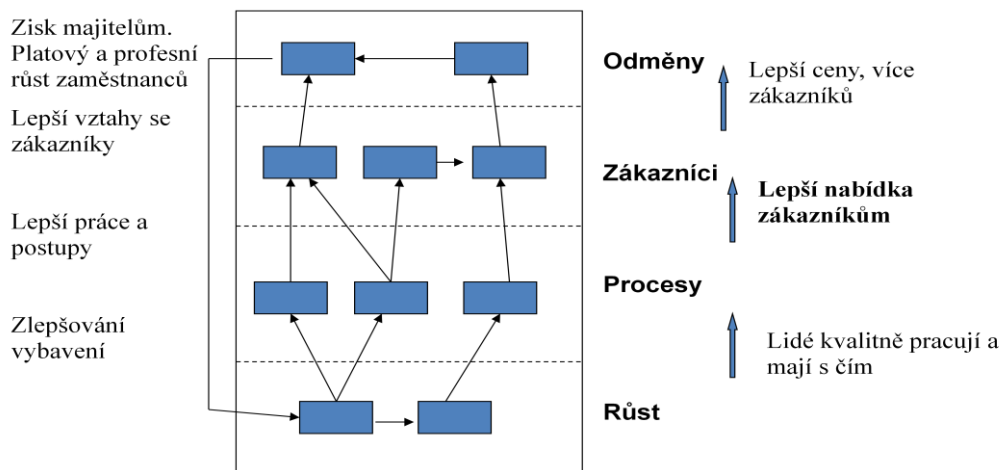 Zisk majitelům.
Platový a profesní
růst zaměstnanců
Lepší vztahy se
zákazníky
Lepší práce a
postupy
Zlepšování
vybavení
Odměny
Lepší ceny, více
zákazníků
Zákazníci
Lepší nabídka
zákazníkům
Procesy
Lidé kvalitně pracují a
mají s čím
Růst